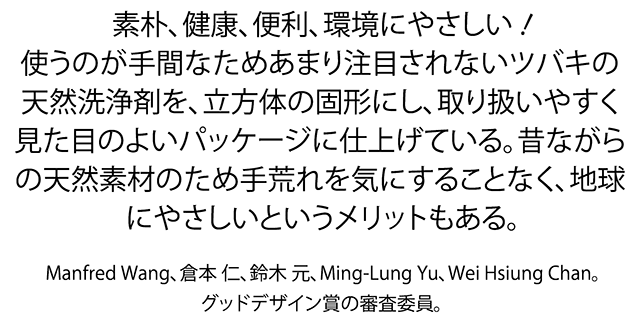 素朴、健康、便利、環境にやさしい！
使うのが手間なためあまり注目されないツバキの
天然洗浄剤を、立方体の固形にし、取り扱いやすく
見た目のよいパッケージに仕上げている。昔ながら
の天然素材のため手荒れを気にすることなく、地球
にやさしいというメリットもある。
Manfred Wang、倉本 仁、鈴木 元、Ming-Lung Yu、Wei Hsiung Chan。
グッドデザイン賞の審査委員。